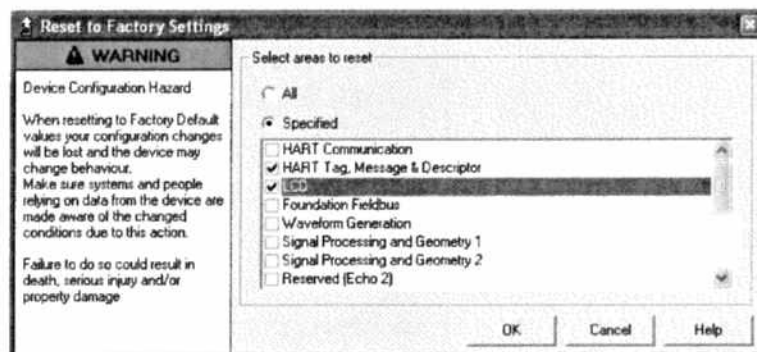 Reset to Factory Settings
WARNING
Device Configuration Hazard
When resetting to Factory Default
values your configuration changes
will be lost and the device may
change behaviour.
Make sure systems and people
relying on data from the device are
made aware of the changed
conditions due to this action.
Failure to do so could result in
death, serious injury and/or
property damage
Select areas to reset
All
Specified
HART Communication
HART Tag, Message & Descriptor
LCD
Foundation Fieldbus
Waveform Generation
Signal Processing and Geometry 1
Signal Processing and Geometry 2
Reserved (Echo 2)
OK
Cancel
Help